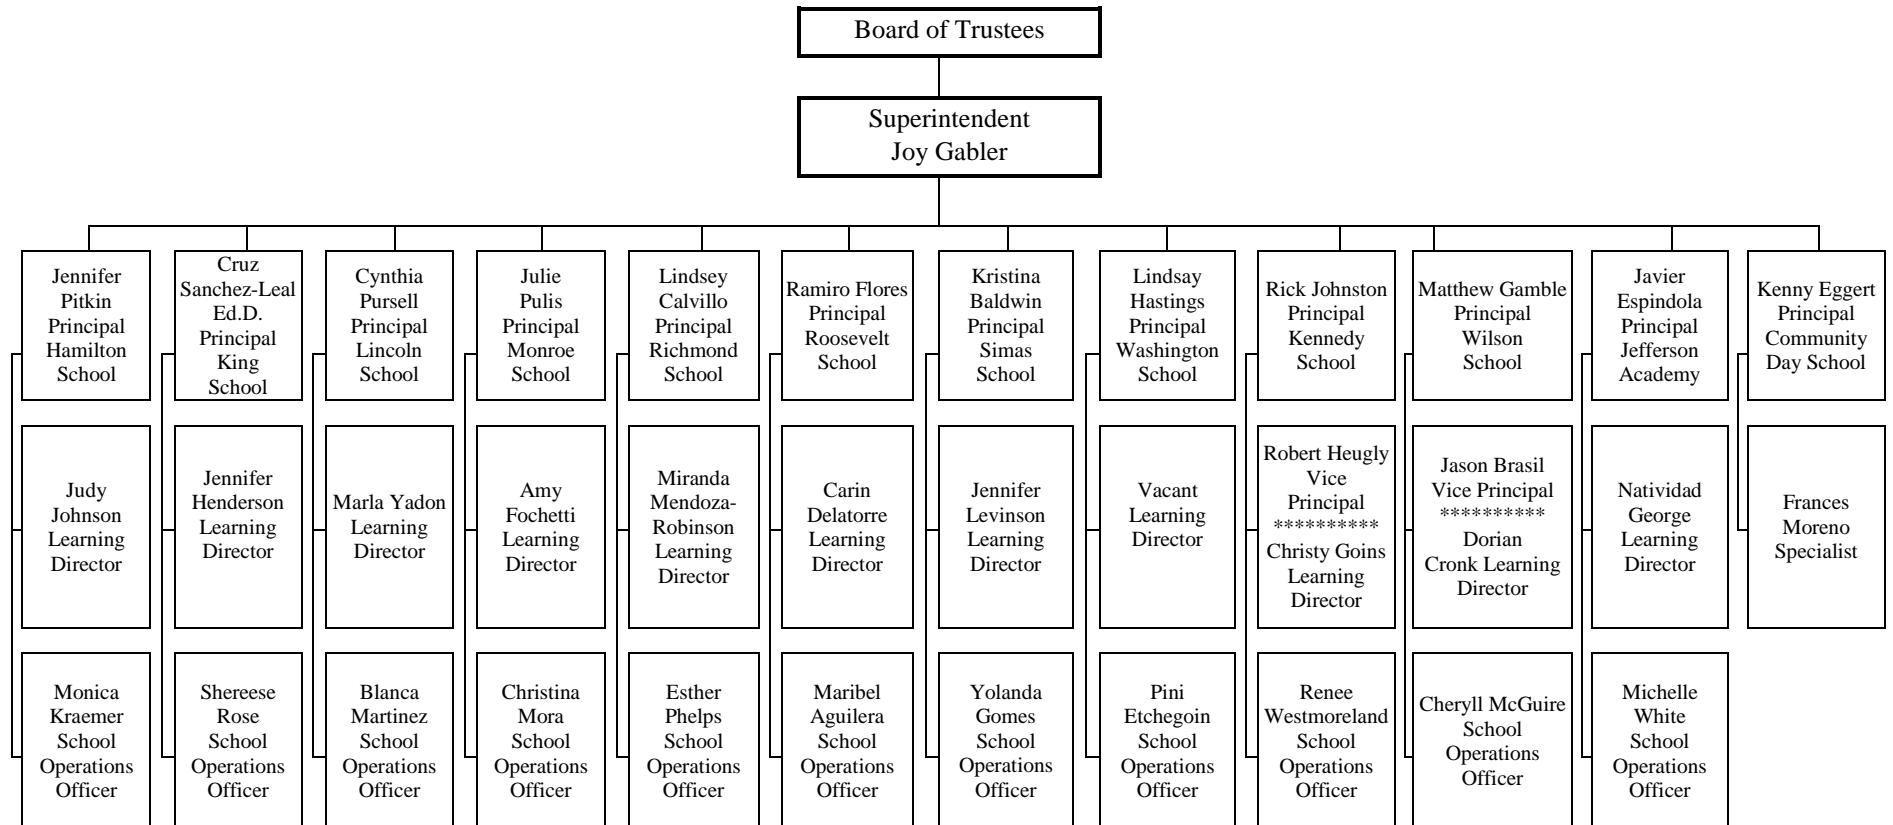 Board of Trustees
Superintendent
Joy Gabler
Jennifer
Pitkin
Principal
Hamilton
School
Cruz
Sanchez-Leal
Ed.D.
Principal
King
School
Cynthia
Pursell
Principal
Lincoln
School
Julie
Pulis
Principal
Monroe
School
Lindsey
Calvillo
Principal
Richmond
School
Ramiro Flores
Principal
Roosevelt
School
Kristina
Baldwin
Principal
Simas
School
Lindsay
Hastings
Principal
Washington
School
Rick Johnston
Principal
Kennedy
School
Matthew Gamble
Principal
Wilson
School
Javier
Espindola
Principal
Jefferson
Academy
Kenny Eggert
Principal
Community
Day School
Judy
Johnson
Learning
Director
Jennifer
Henderson
Learning
Director
Marla Yadon
Learning
Director
Amy
Fochetti
Learning
Director
Miranda
Mendoza-
Robinson
Learning
Director
Carin
Delatorre
Learning
Director
Jennifer
Levinson
Learning
Director
Vacant
Learning
Director
Robert Heugly
Vice
Principal
**********
Christy Goins
Learning
Director
Jason Brasil
Vice Principal
**********
Dorian
Cronk Learning
Director
Natividad
George
Learning
Director
Frances
Moreno
Specialist
Monica
Kraemer
School
Operations
Officer
Shereese
Rose
School
Operations
Officer
Blanca
Martinez
School
Operations
Officer
Christina
Mora
School
Operations
Officer
Esther
Phelps
School
Operations
Officer
Maribel
Aguilera
School
Operations
Officer
Yolanda
Gomes
School
Operations
Officer
Pini
Etchegoin
School
Operations
Officer
Renee
Westmoreland
School
Operations
Officer
Cheryll McGuire
School
Operations
Officer
Michelle
White
School
Operations
Officer